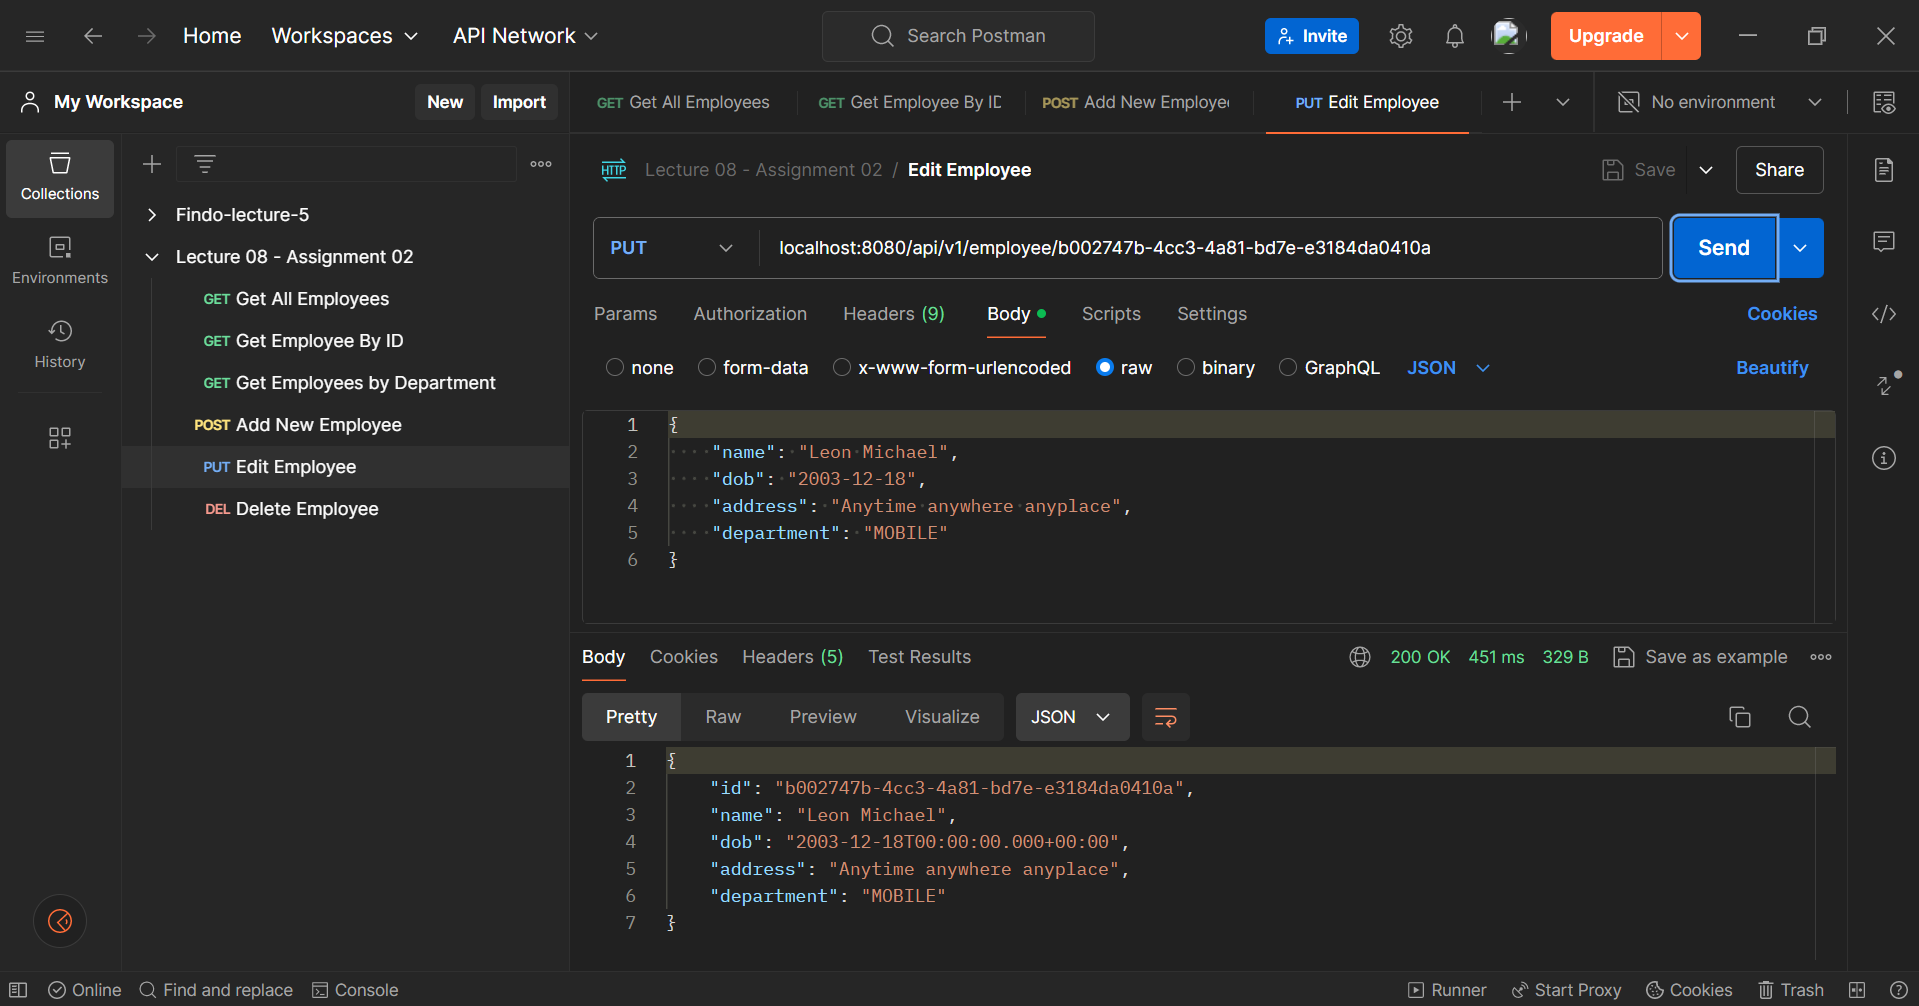 Home Workspaces API Network Search Postman Invite Upgrade
My Workspace New Import
GET Get All Employees GET Get Employee By ID POST Add New Employe PUT Edit Employee No environment
Collections
Environments
History
Findo-lecture-5
Lecture 08 - Assignment 02
GET Get All Employees
GET Get Employee By ID
GET Get Employees by Department
POST Add New Employee
PUT Edit Employee
DEL Delete Employee
HTTP Lecture 08 - Assignment 02 / Edit Employee Save Share
PUT localhost:8080/api/v1/employee/b002747b-4cc3-4a81-bd7e-e3184da0410a Send
Params Authorization Headers (9) Body Scripts Settings Cookies
none form-data x-www-form-urlencoded raw binary GraphQL JSON Beautify
1 {
2 "name": "Leon Michael",
3 "dob": "2003-12-18",
4 "address": "Anytime anywhere anyplace",
5 "department": "MOBILE"
6 }
Body Cookies Headers (5) Test Results 200 OK 451 ms 329 B Save as example
Pretty Raw Preview Visualize JSON
1 {
2 "id": "b002747b-4cc3-4a81-bd7e-e3184da0410a",
3 "name": "Leon Michael",
4 "dob": "2003-12-18T00:00:00.000+00:00",
5 "address": "Anytime anywhere anyplace",
6 "department": "MOBILE"
7 }
Online Find and replace Console Runner Start Proxy Cookies Trash